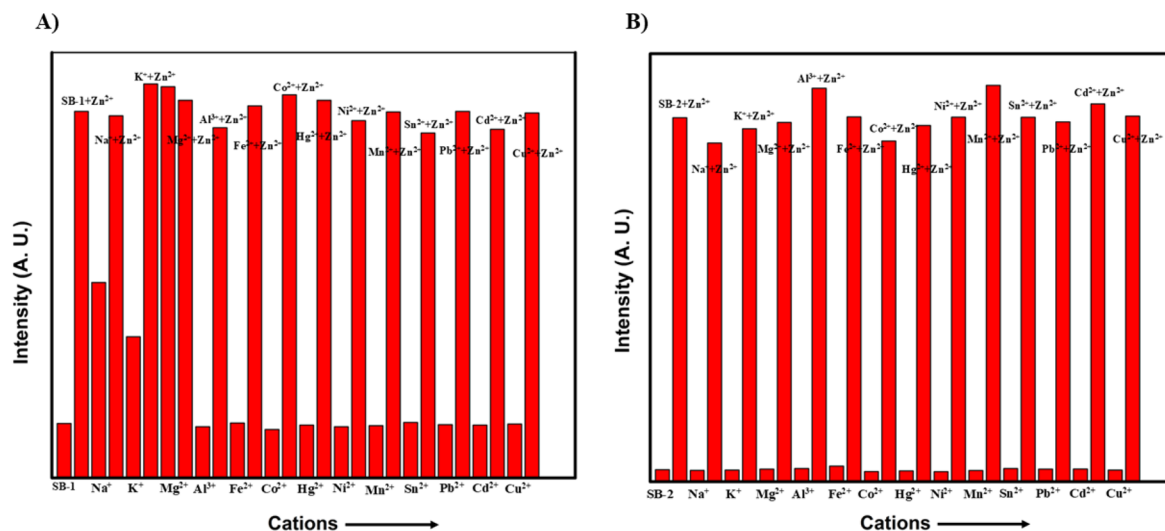 A)
K⁺+Zn²⁺
Co²⁺+Zn²⁺
SB-1+Zn²⁺
Ni²⁺+Zn²⁺
Al³⁺+Zn²⁺
Sn²⁺+Zn²⁺
Cd²⁺+Zn²⁺
Na⁺+Zn²⁺
Mg²⁺+Zn²⁺
Fe²⁺+Zn²⁺
Hg²⁺+Zn²⁺
Mn²⁺+Zn²⁺
Pb²⁺+Zn²⁺
Cu²⁺+Zn²⁺
Intensity (A. U.)
SB-1 Na⁺ K⁺ Mg²⁺ Al³⁺ Fe²⁺ Co²⁺ Hg²⁺ Ni²⁺ Mn²⁺ Sn²⁺ Pb²⁺ Cd²⁺ Cu²⁺
Cations
B)
Al³⁺+Zn²⁺
Cd²⁺+Zn²⁺
SB-2+Zn²⁺
Ni²⁺+Zn²⁺
Sn²⁺+Zn²⁺
K⁺+Zn²⁺
Co²⁺+Zn²⁺
Mg²⁺+Zn²⁺
Fe²⁺+Zn²⁺
Mn²⁺+Zn²⁺
Pb²⁺+Zn²⁺
Cu²⁺+Zn²⁺
Na⁺+Zn²⁺
Hg²⁺+Zn²⁺
Intensity (A. U.)
SB-2 Na⁺ K⁺ Mg²⁺ Al³⁺ Fe²⁺ Co²⁺ Hg²⁺ Ni²⁺ Mn²⁺ Sn²⁺ Pb²⁺ Cd²⁺ Cu²⁺
Cations